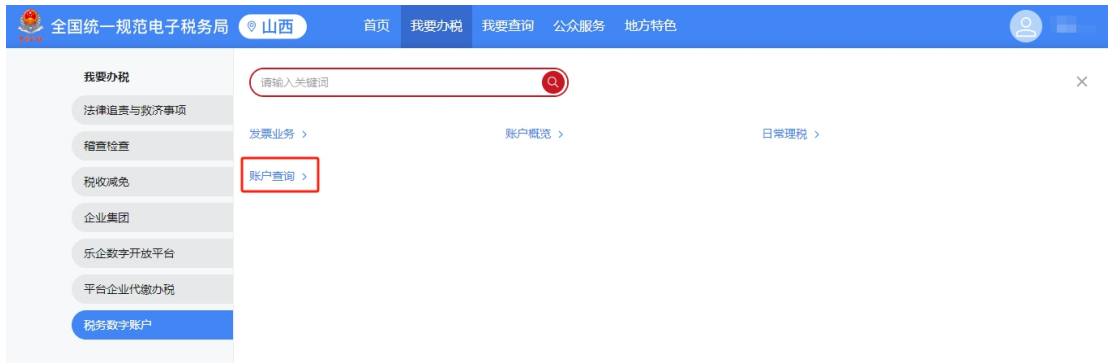 全国统一规范电子税务局 山西 首页 我要办税 我要查询 公众服务 地方特色
我要办税
请输入关键词
法律追责与救济事项
发票业务 账户概览 日常理税
稽查检查
账户查询
税收减免
企业集团
乐企数字开放平台
平台企业代缴办税
税务数字账户